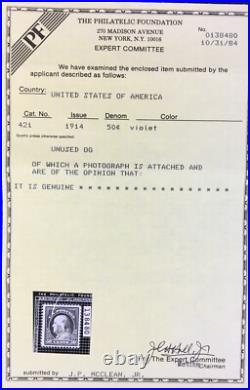 PF
THE PHILATELIC FOUNDATION
270 MADISON AVENUE
NEW YORK, N.Y. 10016
EXPERT COMMITTEE
No.
0138480
10/31/84
We have examined the enclosed item submitted by the
applicant described as follows:
Country: UNITED STATES OF AMERICA
Cat. No. Issue Denom Color
421 1914 50¢ violet
UNUSED OG
OF WHICH A PHOTOGRAPH IS ATTACHED AND
ARE OF THE OPINION THAT:
IT IS GENUINE * * * * * * * * * * * * * * * *
138480
For The Expert Committee
Chairman
submitted by: J.P. MCCLEAN, JR.